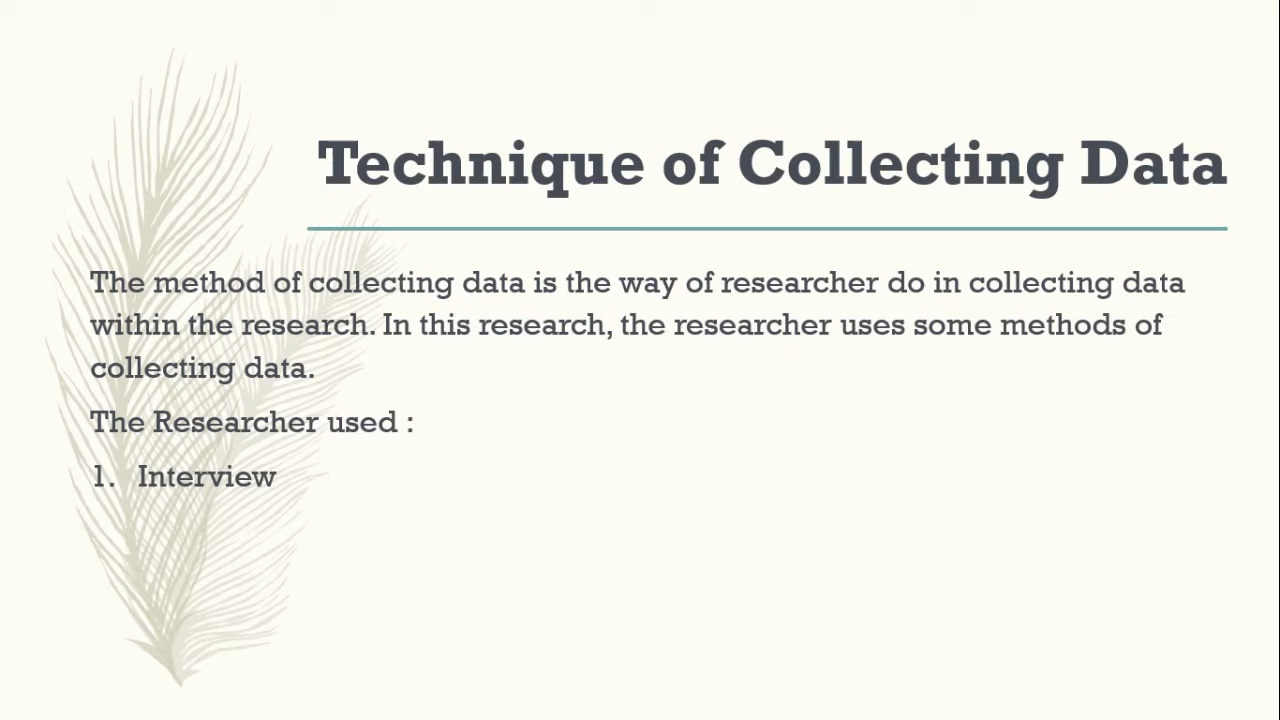 Technique of Collecting Data
The method of collecting data is the way of researcher do in collecting data
within the research. In this research, the researcher uses some methods of
collecting data.
The Researcher used :
1. Interview